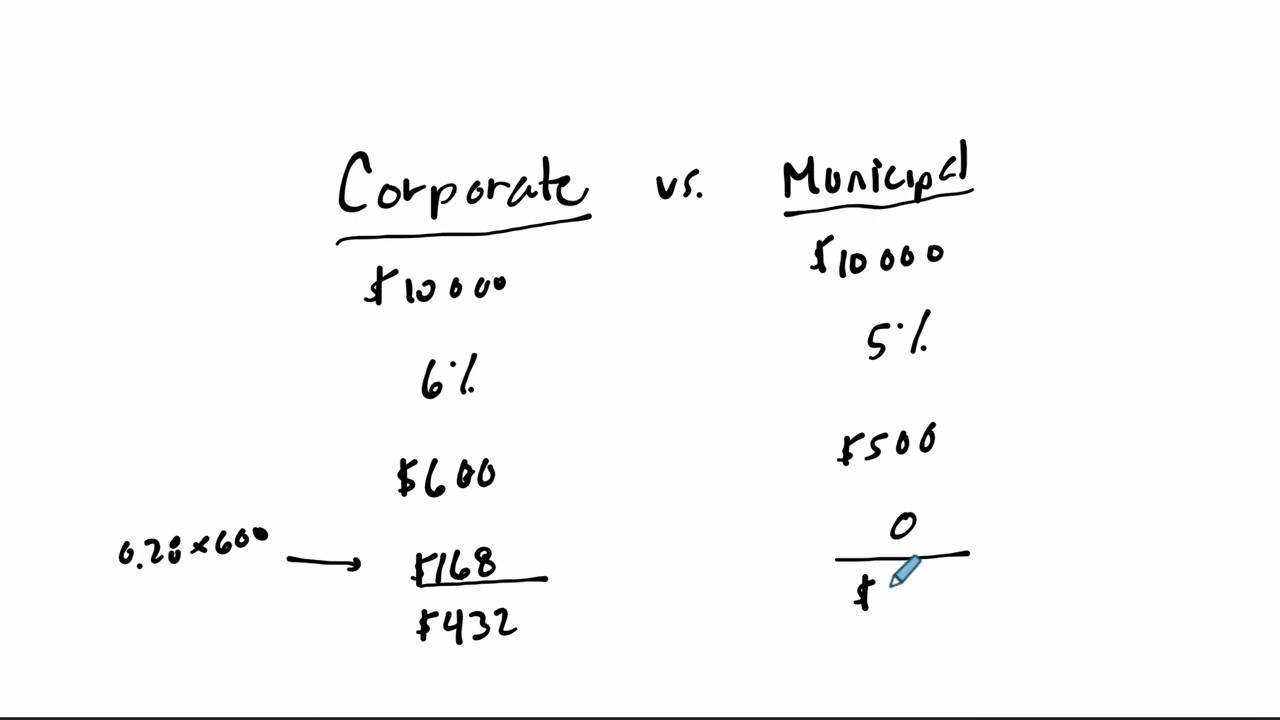 Corporate vs. Municipal
$10000 $10000
6% 5%
$600 $500
0.28×600 → $168 0
$432 $